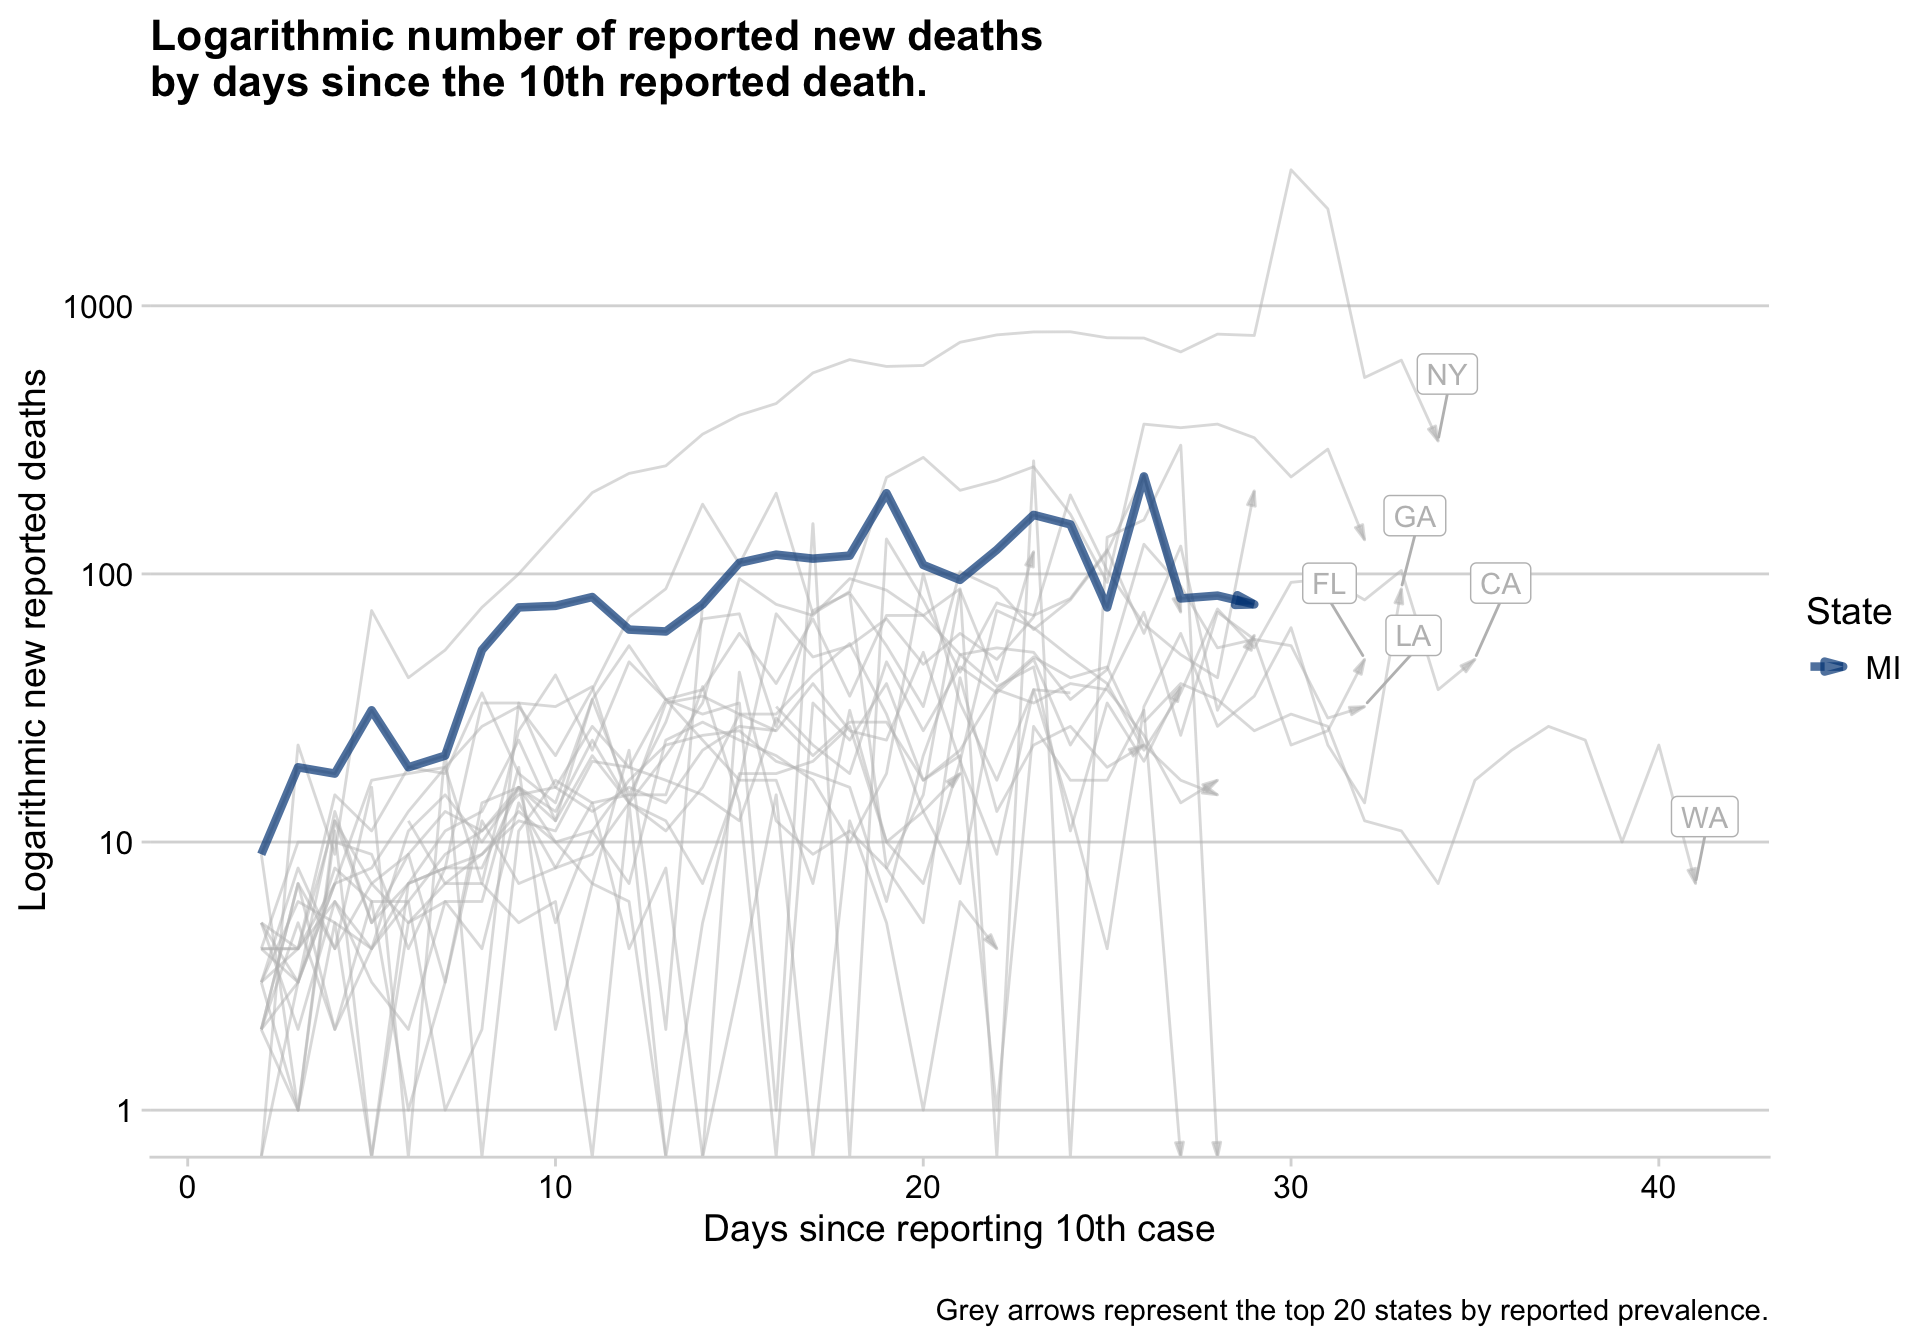 Logarithmic number of reported new deaths
by days since the 10th reported death.
Logarithmic new reported deaths
1000
100
10
1
NY
GA
FL
CA
LA
WA
State
MI
0
10
20
30
40
Days since reporting 10th case
Grey arrows represent the top 20 states by reported prevalence.